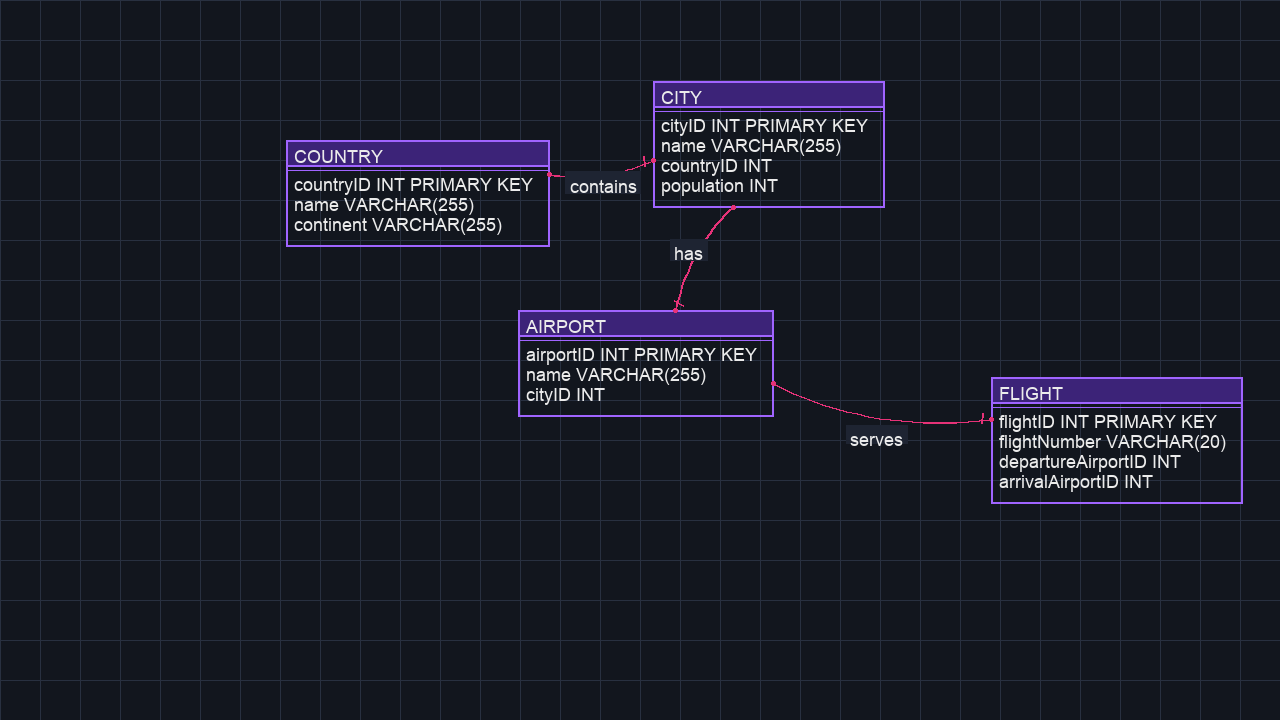 CITY
cityID INT PRIMARY KEY
name VARCHAR(255)
countryID INT
population INT
COUNTRY
countryID INT PRIMARY KEY
name VARCHAR(255)
continent VARCHAR(255)
contains
has
AIRPORT
airportID INT PRIMARY KEY
name VARCHAR(255)
cityID INT
serves
FLIGHT
flightID INT PRIMARY KEY
flightNumber VARCHAR(20)
departureAirportID INT
arrivalAirportID INT